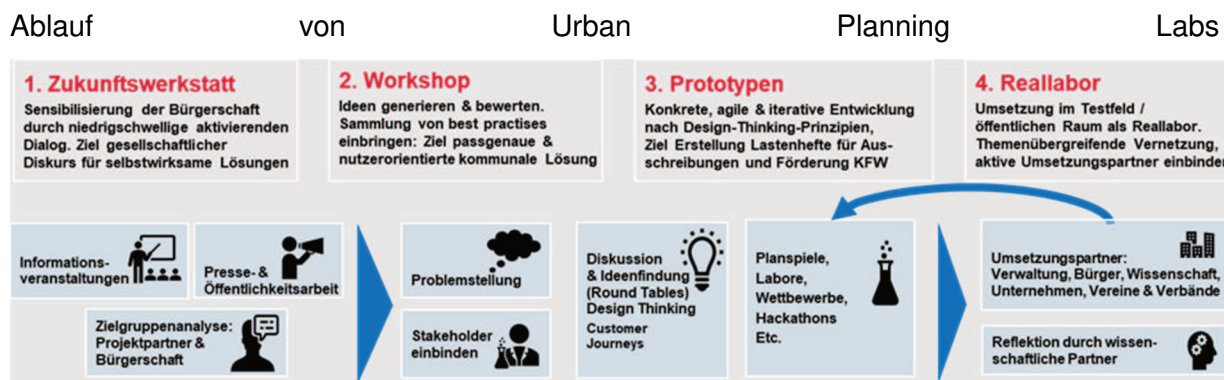 Ablauf von Urban Planning Labs
1. Zukunftswerkstatt
Sensibilisierung der Bürgerschaft
durch niedrigschwellige aktivierenden
Dialog. Ziel gesellschaftlicher
Diskurs für selbstwirksame Lösungen
2. Workshop
Ideen generieren & bewerten.
Sammlung von best practises
einbringen: Ziel passgenaue &
nutzerorientierte kommunale Lösung
3. Prototypen
Konkrete, agile & iterative Entwicklung
nach Design-Thinking-Prinzipien,
Ziel Erstellung Lastenhefte für Aus-
schreibungen und Förderung KFW
4. Reallabor
Umsetzung im Testfeld /
öffentlichen Raum als Reallabor.
Themenübergreifende Vernetzung,
aktive Umsetzungspartner einbinden
Informations-
veranstaltungen
Presse- &
Öffentlichkeitsarbeit
Zielgruppenanalyse:
Projektpartner &
Bürgerschaft
Problemstellung
Stakeholder
einbinden
Diskussion
& Ideenfindung
(Round Tables)
Design Thinking
Customer
Journeys
Planspiele,
Labore,
Wettbewerbe,
Hackathons
Etc.
Umsetzungspartner:
Verwaltung, Bürger, Wissenschaft,
Unternehmen, Vereine & Verbände
Reflektion durch wissen-
schaftliche Partner